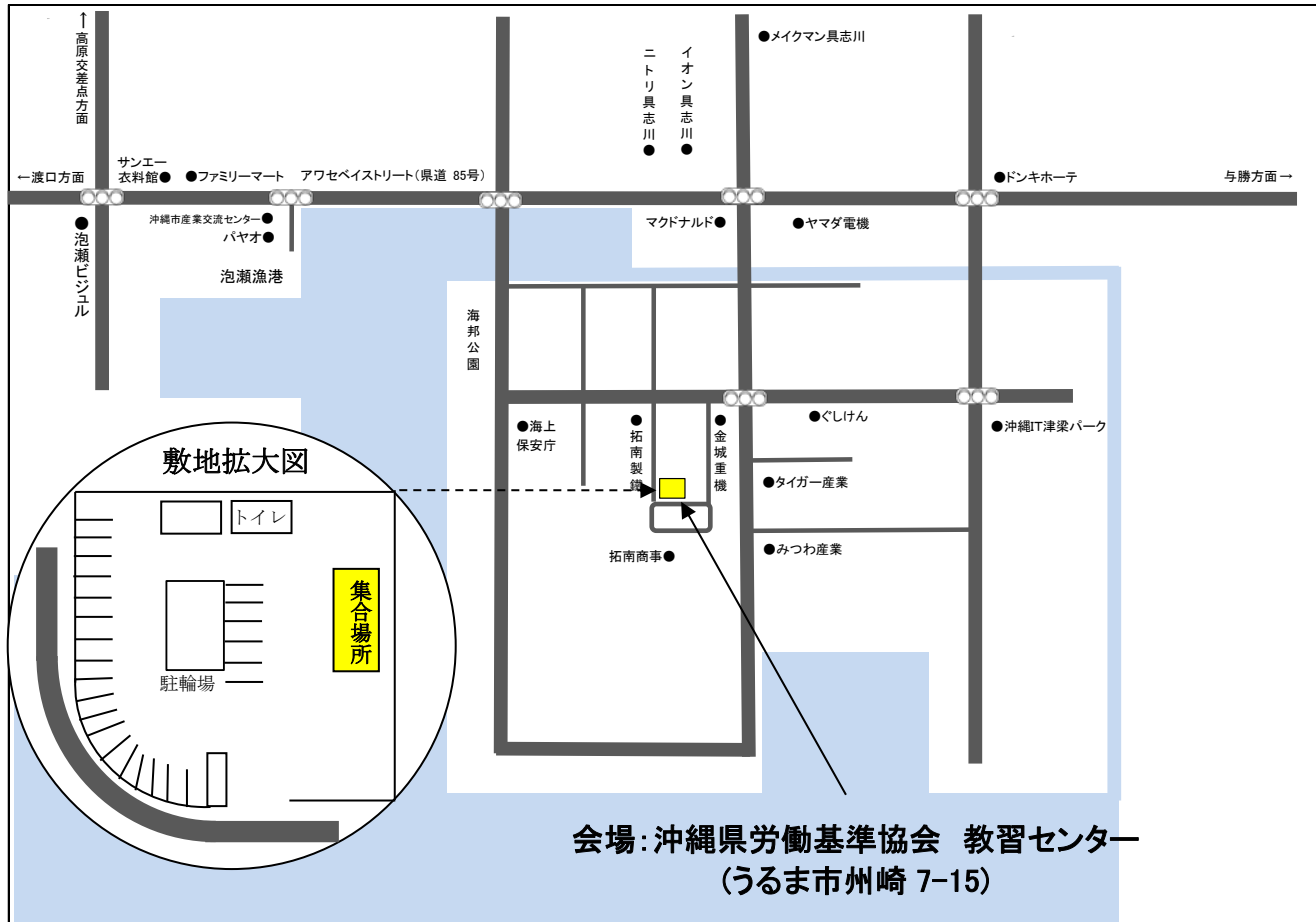 ↑高原交差点方面
●メイクマン具志川
ニトリ具志川●
イオン具志川●
←渡口方面
サンエー
衣料館●
●ファミリーマート
アワセベイストリート(県道 85号)
●ドンキホーテ
与勝方面→
●泡瀬ビジュル
沖縄市産業交流センター●
パヤオ●
泡瀬漁港
マクドナルド●
●ヤマダ電機
海邦公園
●海上
保安庁
●拓南製鐵
●金城重機
●ぐしけん
●沖縄IT津梁パーク
●タイガー産業
●みつわ産業
拓南商事●
敷地拡大図
トイレ
集合場所
駐輪場
会場:沖縄県労働基準協会 教習センター
(うるま市州崎 7-15)